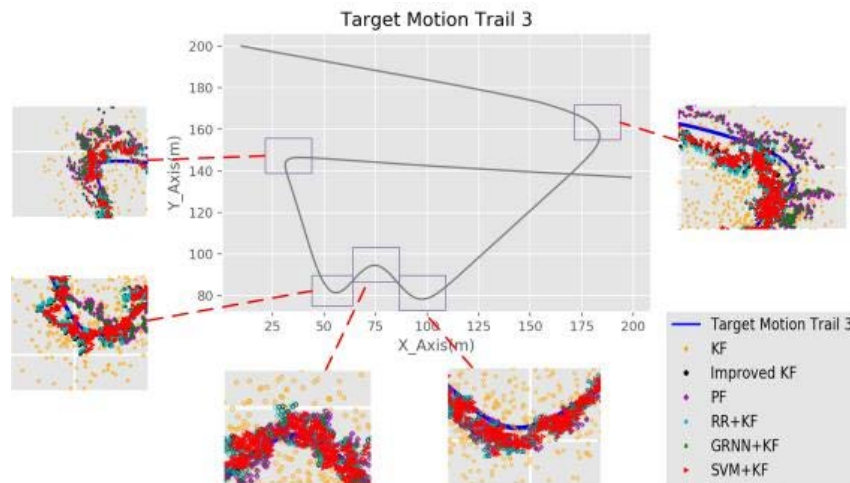 Target Motion Trail 3
200
180
160
140
120
100
80
Y_Axis(m)
25 50 75 100 125 150 175 200
X_Axis(m)
Target Motion Trail 3
KF
Improved KF
PF
RR+KF
GRNN+KF
SVM+KF